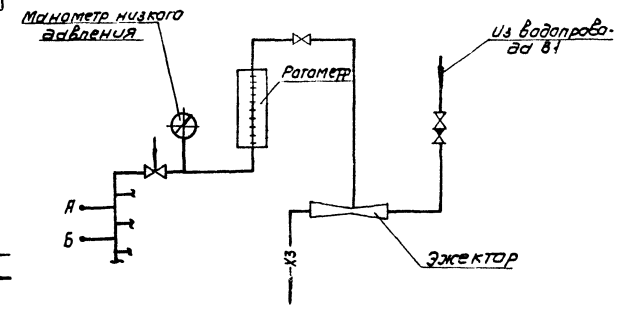 Манометр низкого
давления
Ротаметр
Из водопрово-
да В1
А
Б
Х3
Эжектор